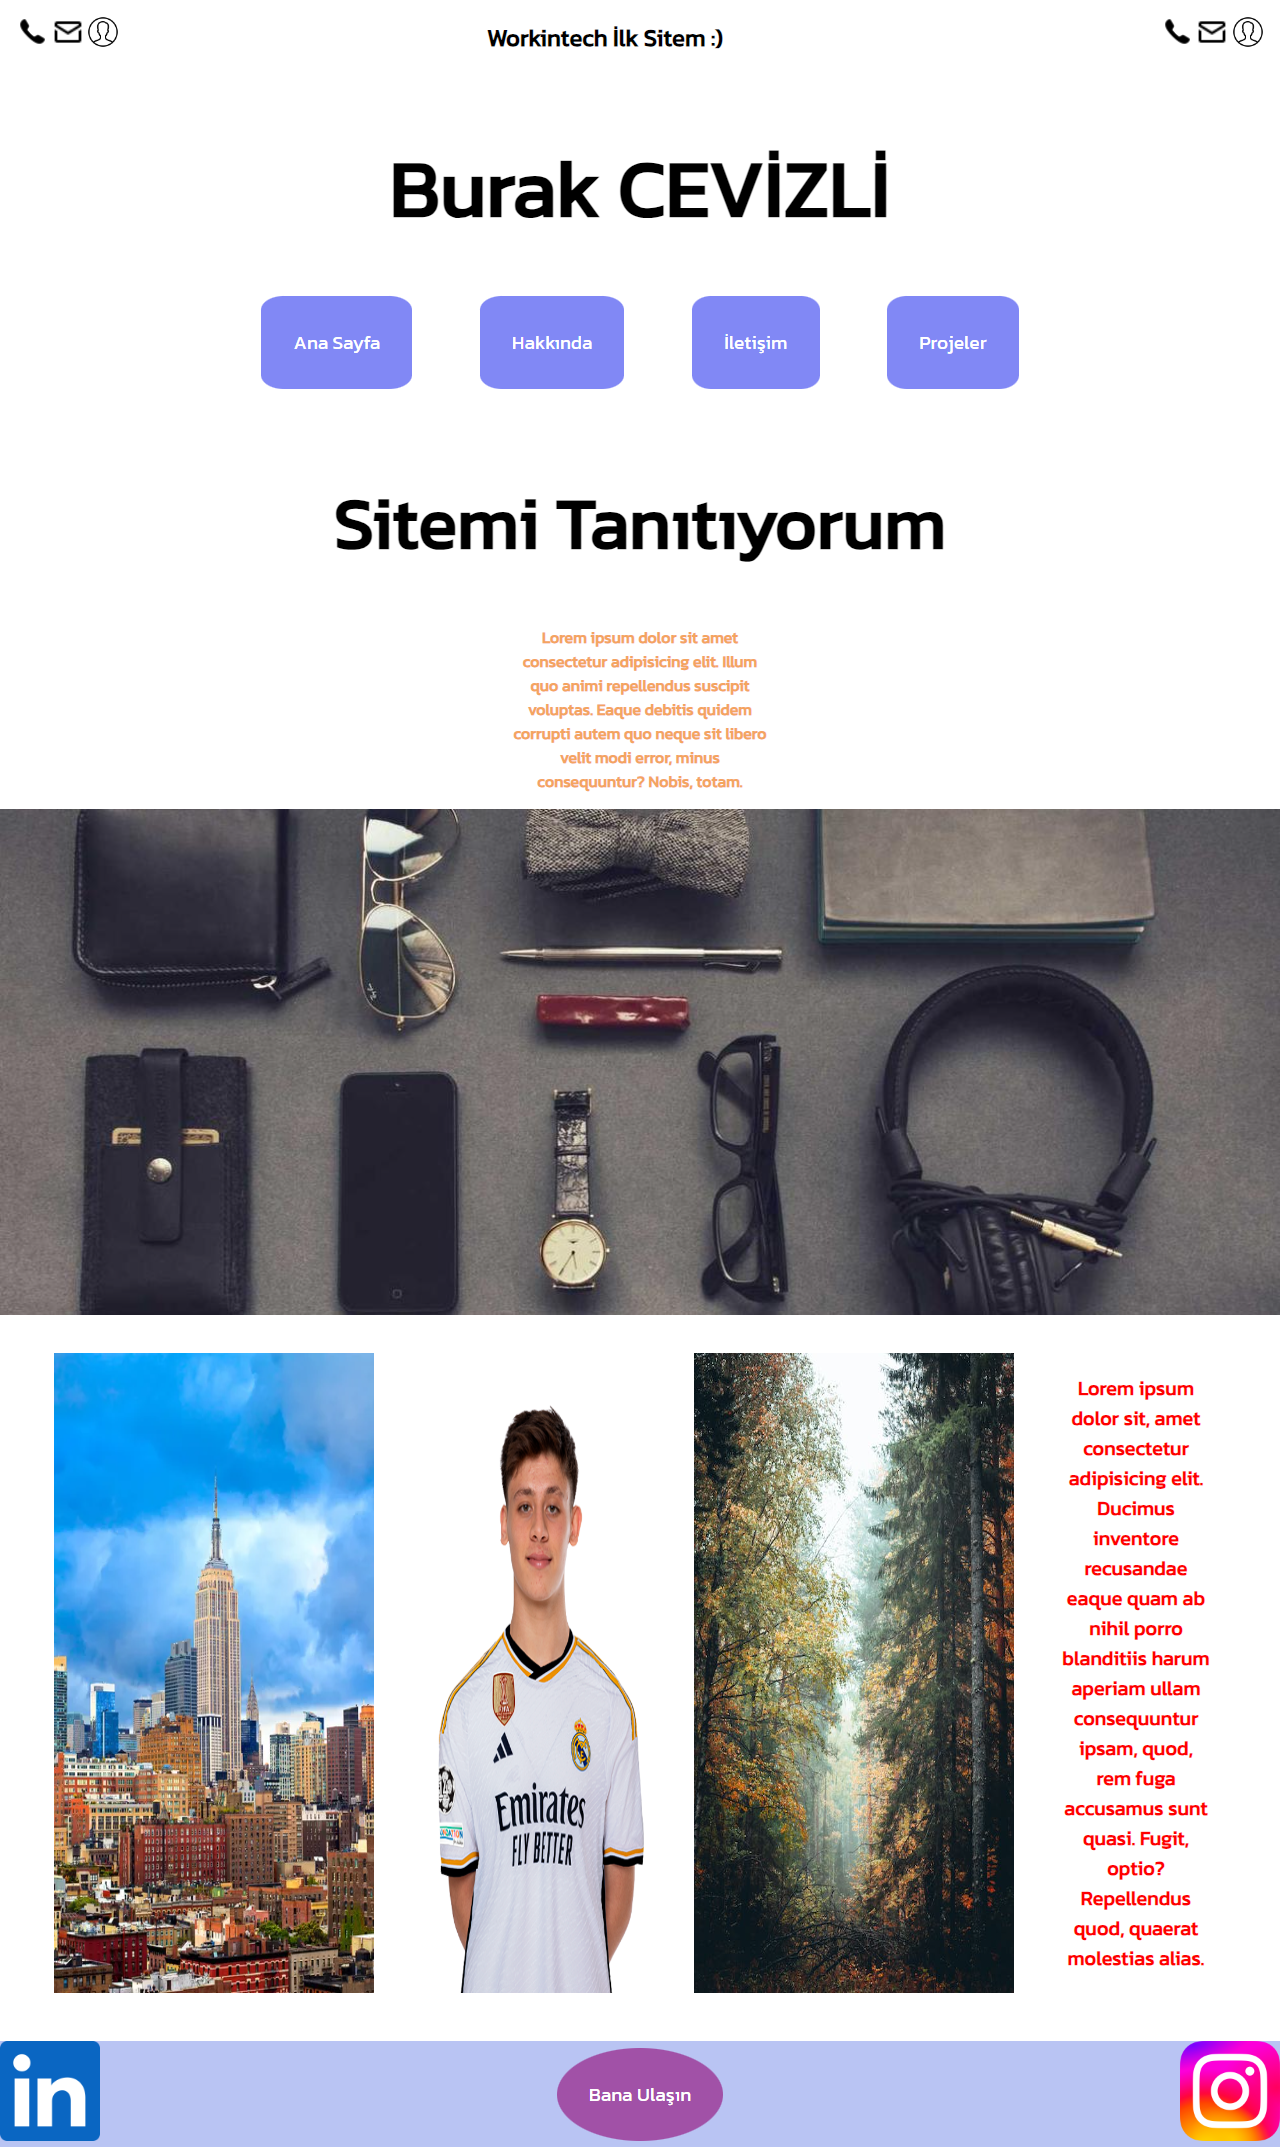 Workintech İlk Sitem :)
Burak CEVİZLİ
Ana Sayfa
Hakkında
İletişim
Projeler
Sitemi Tanıtıyorum
Lorem ipsum dolor sit amet
consectetur adipisicing elit. Illum
quo animi repellendus suscipit
voluptas. Eaque debitis quidem
corrupti autem quo neque sit libero
velit modi error, minus
consequuntur? Nobis, totam.
Emirates
FLY BETTER
Lorem ipsum
dolor sit, amet
consectetur
adipisicing elit.
Ducimus
inventore
recusandae
eaque quam ab
nihil porro
blanditiis harum
aperiam ullam
consequuntur
ipsam, quod,
rem fuga
accusamus sunt
quasi. Fugit,
optio?
Repellendus
quod, quaerat
molestias alias.
in
Bana Ulaşın